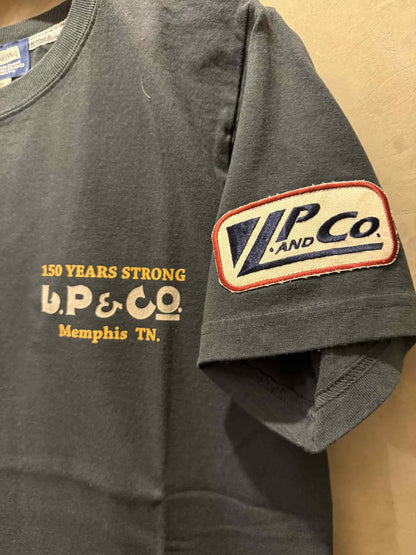 150 YEARS STRONG
L.P & Co.
Memphis TN.
LP AND Co.